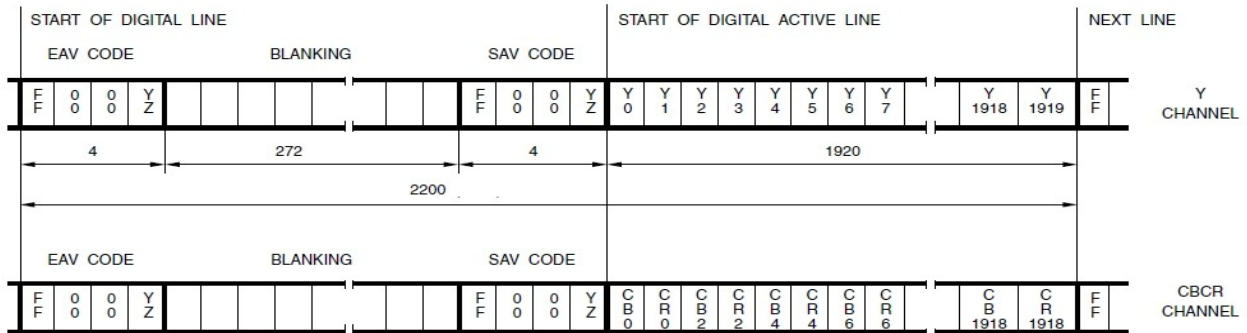 START OF DIGITAL LINE START OF DIGITAL ACTIVE LINE NEXT LINE
EAV CODE BLANKING SAV CODE
F F 0 0 0 0 Y Z F F 0 0 0 0 Y Z Y 0 Y 1 Y 2 Y 3 Y 4 Y 5 Y 6 Y 7 Y 1918 Y 1919 F F Y CHANNEL
4 272 4 1920
2200
EAV CODE BLANKING SAV CODE
F F 0 0 0 0 Y Z F F 0 0 0 0 Y Z C B 0 C R 0 C B 2 C R 2 C B 4 C R 4 C B 6 C R 6 C B 1918 C R 1918 F F CBCR CHANNEL